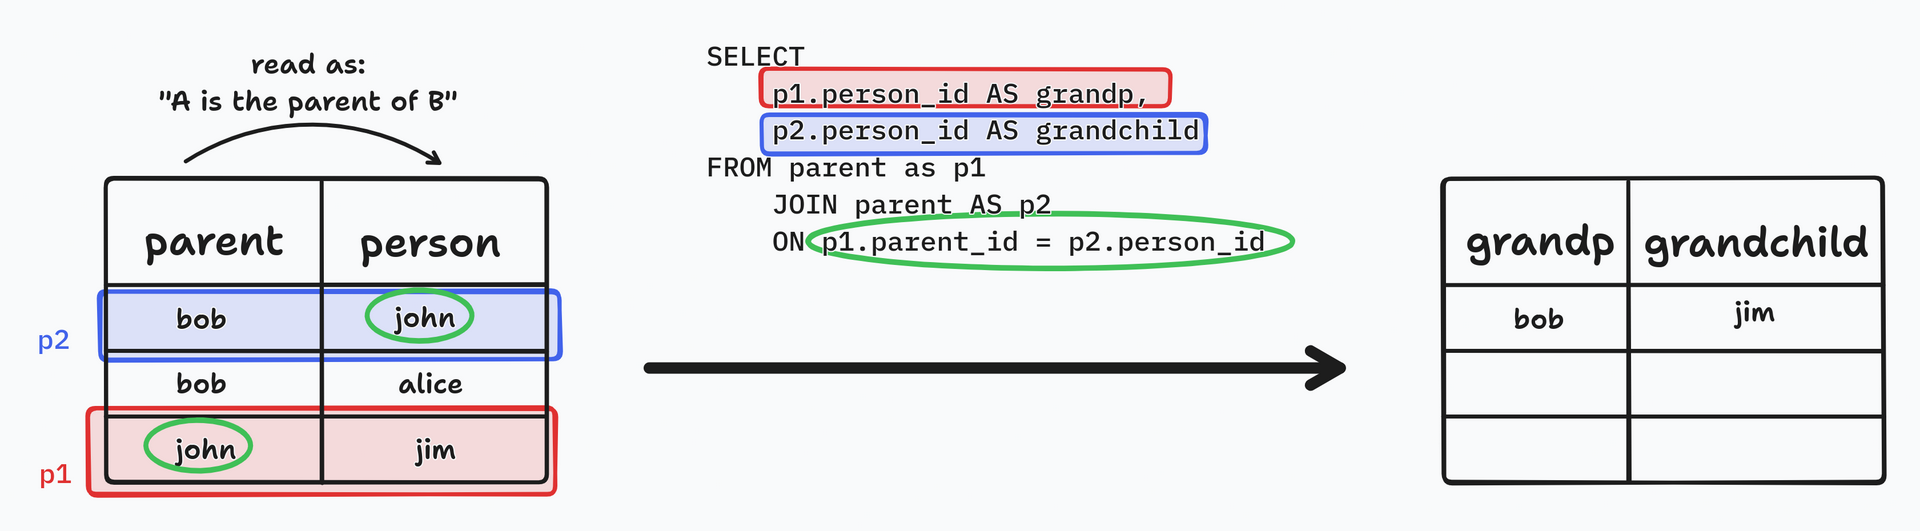 read as:
"A is the parent of B"
parent person
p2 bob john
bob alice
p1 john jim
SELECT
p1.person_id AS grandp,
p2.person_id AS grandchild
FROM parent as p1
JOIN parent AS p2
ON p1.parent_id = p2.person_id
grandp grandchild
bob jim